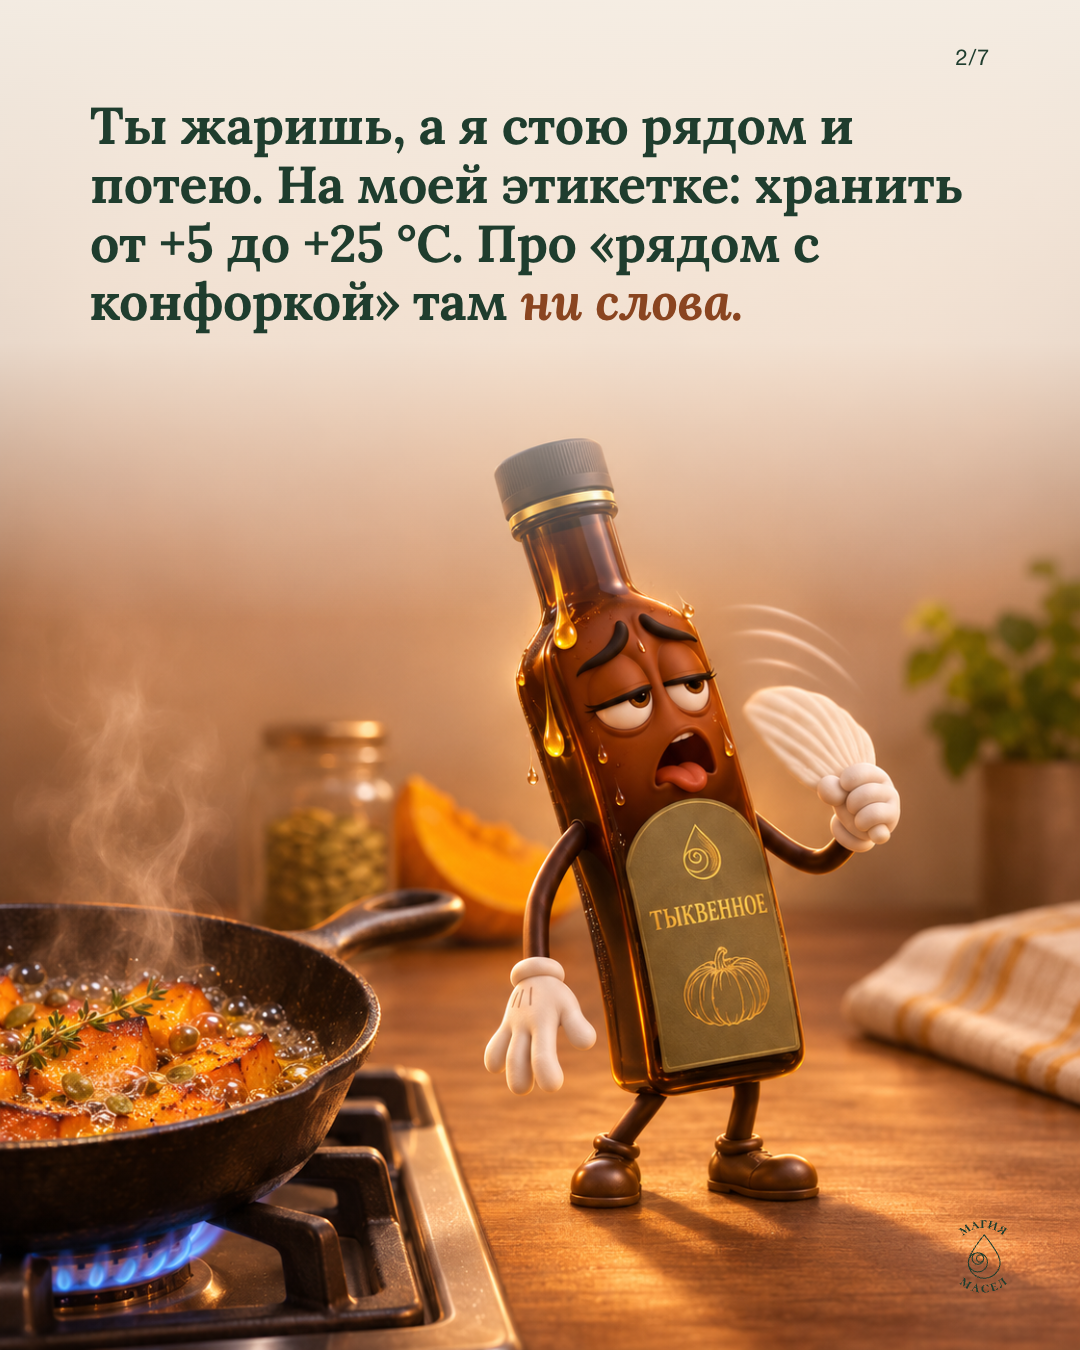 2/7
Ты жаришь, а я стою рядом и
потею. На моей этикетке: хранить
от +5 до +25 °C. Про «рядом с
конфоркой» там ни слова.
ТЫКВЕННОЕ
МАГИЯ
МАСЕЛ